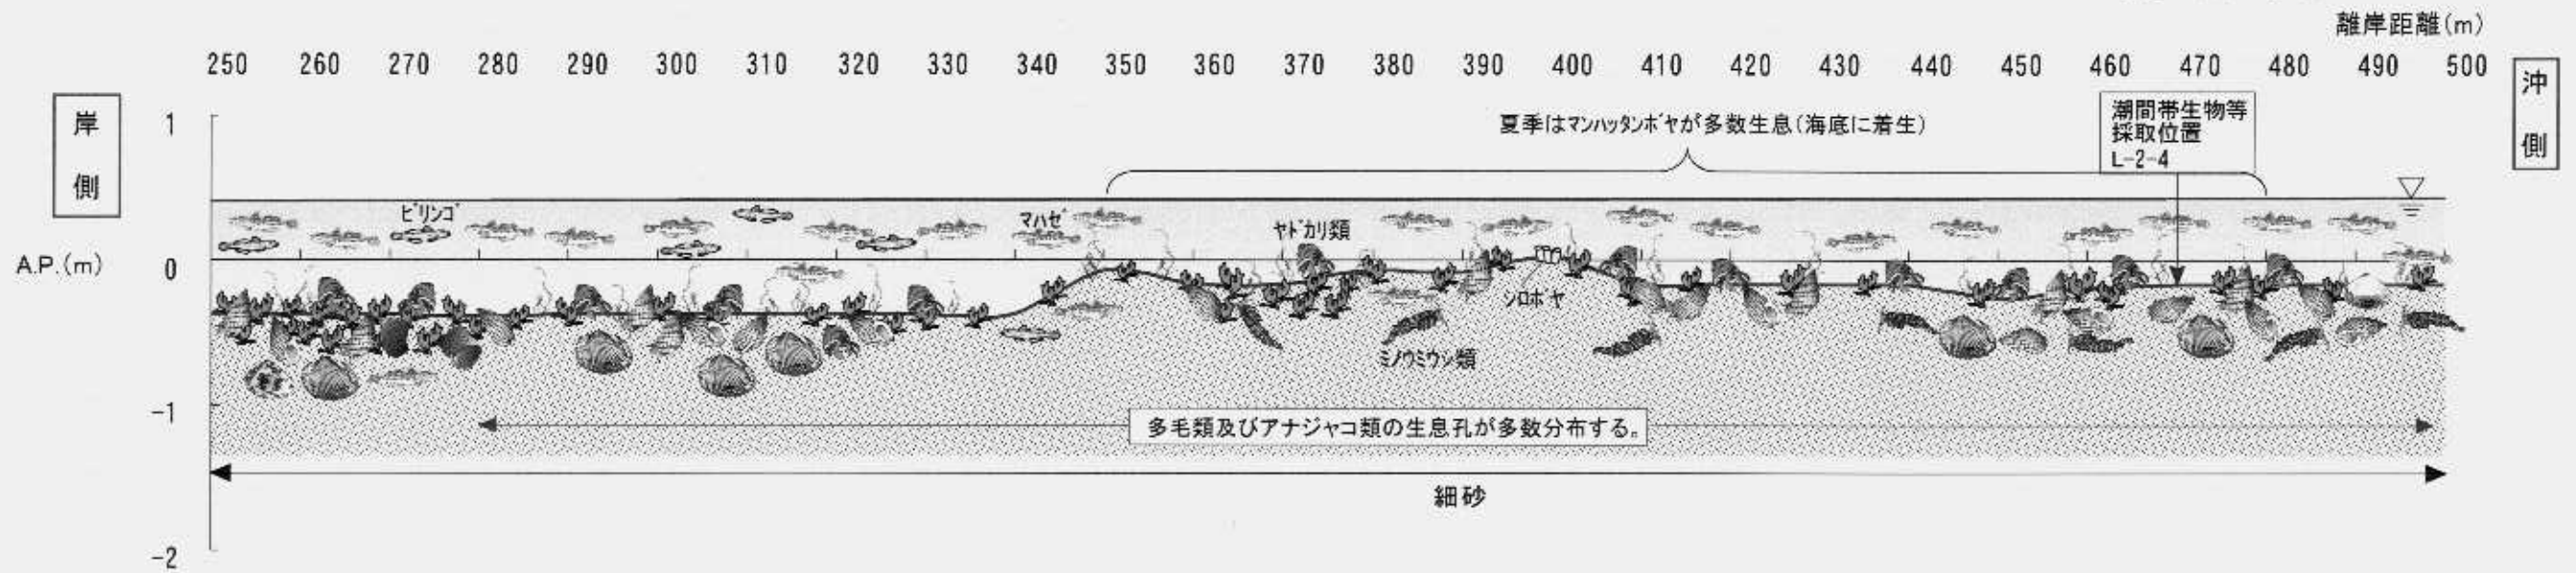 離岸距離(m)
250 260 270 280 290 300 310 320 330 340 350 360 370 380 390 400 410 420 430 440 450 460 470 480 490 500
岸側
沖側
1
夏季はﾏﾝﾊｯﾀﾝﾎﾞﾔが多数生息(海底に着生)
潮間帯生物等
採取位置
L-2-4
ﾋﾞﾘﾝｺﾞ
ﾏﾊｾﾞ
ﾔﾄﾞｶﾘ類
A.P.(m)
0
ｼﾛﾎﾞﾔ
ﾐﾉｳﾐｳｼ類
-1
多毛類及びアナジャコ類の生息孔が多数分布する。
細砂
-2